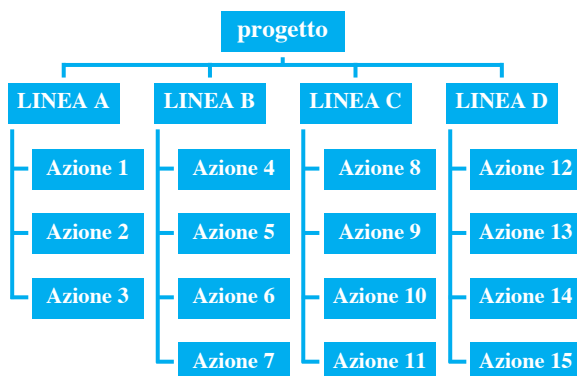 progetto
LINEA A
Azione 1
Azione 2
Azione 3
LINEA B
Azione 4
Azione 5
Azione 6
Azione 7
LINEA C
Azione 8
Azione 9
Azione 10
Azione 11
LINEA D
Azione 12
Azione 13
Azione 14
Azione 15